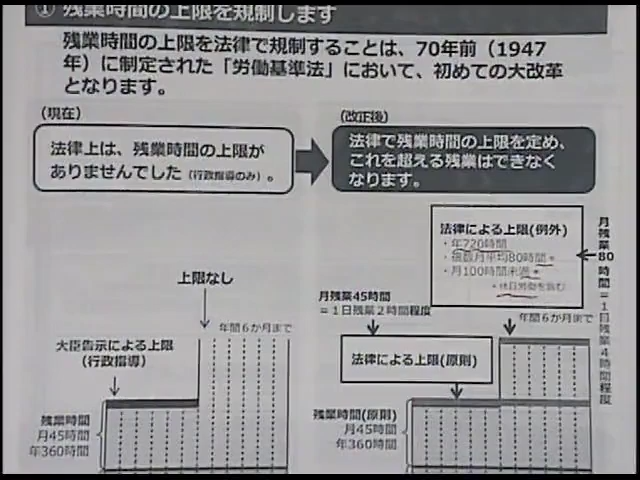 ① 残業時間の上限を規制します
残業時間の上限を法律で規制することは、70年前（1947
年）に制定された「労働基準法」において、初めての大改革
となります。
（現在）
法律上は、残業時間の上限が
ありませんでした（行政指導のみ）。
（改正後）
法律で残業時間の上限を定め、
これを超える残業はできなく
なります。
上限なし
年間6か月まで
大臣告示による上限
（行政指導）
残業時間
月45時間
年360時間
法律による上限(例外)
・年720時間
・複数月平均80時間＊
・月100時間未満＊
＊休日労働を含む
月残業80時間＝1日残業4時間程度
月残業45時間
＝1日残業2時間程度
年間6か月まで
法律による上限(原則)
残業時間(原則)
月45時間
年360時間